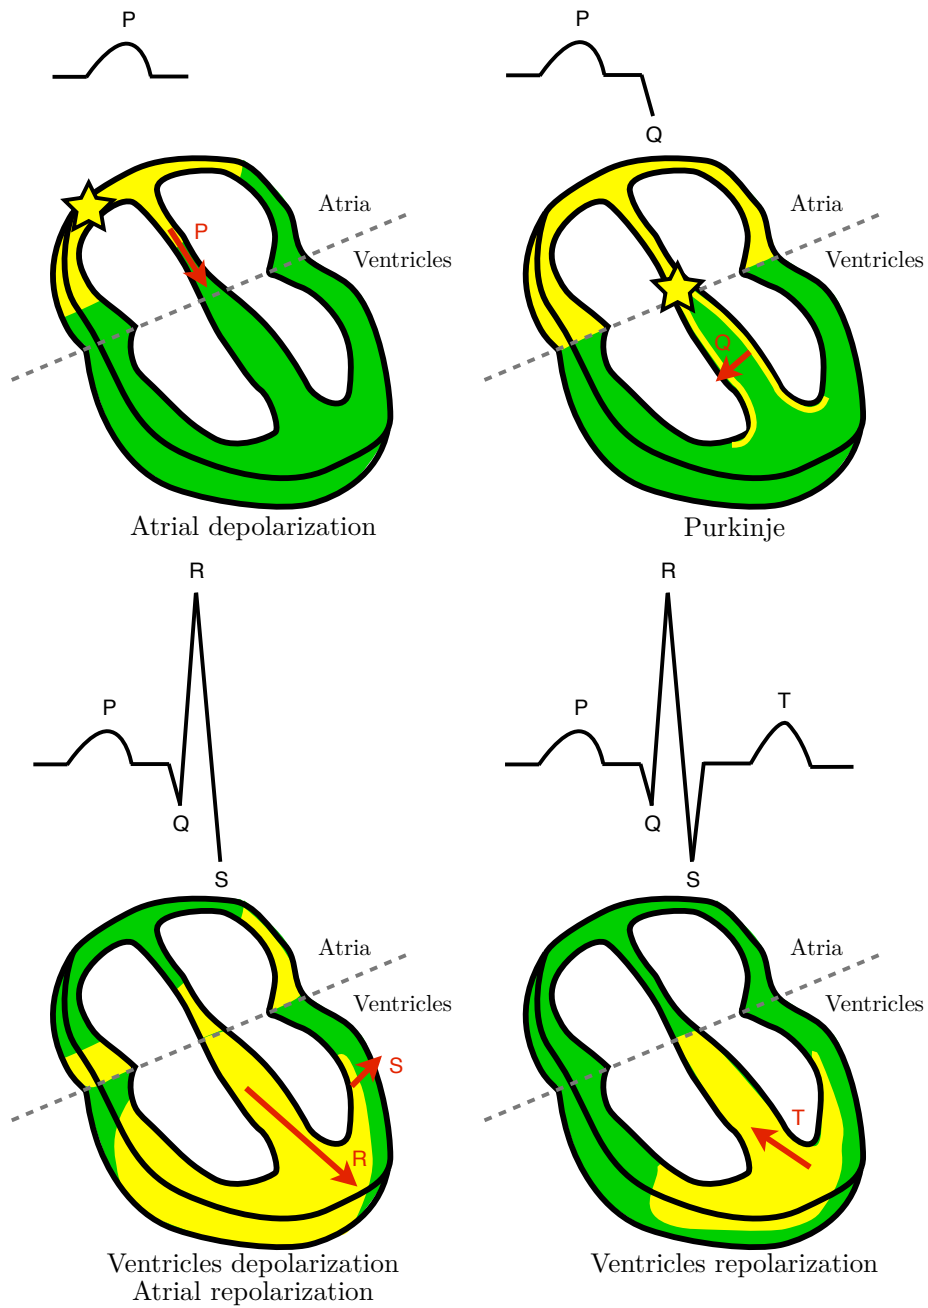 P
P
Q
Atria
Ventricles
P
Atrial depolarization
Atria
Ventricles
Q
Purkinje
R
P
Q
S
R
P
T
Q
S
Atria
Ventricles
S
R
Ventricles depolarization
Atrial repolarization
Atria
Ventricles
T
Ventricles repolarization